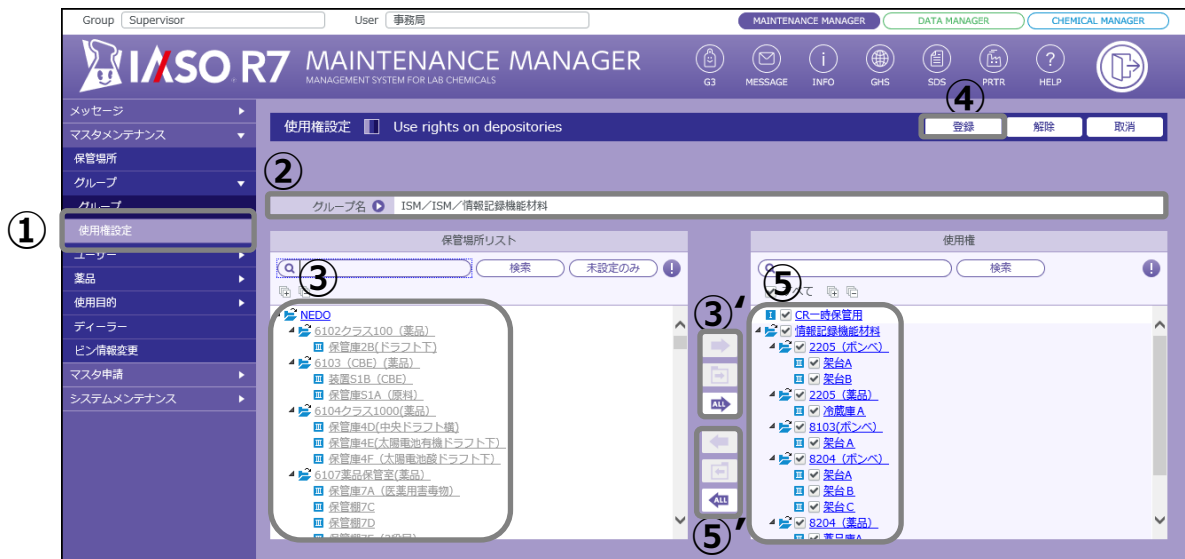 Group Supervisor User 事務局 MAINTENANCE MANAGER DATA MANAGER CHEMICAL MANAGER
IASO R7 MAINTENANCE MANAGER
MANAGEMENT SYSTEM FOR LAB CHEMICALS
G3 MESSAGE INFO GHS SDS PRTR HELP
メッセージ
マスタメンテナンス
保管場所
グループ
グループ
① 使用権設定
ユーザー
薬品
使用目的
ディーラー
ピン情報変更
マスタ申請
システムメンテナンス
④
使用権設定 Use rights on depositories 登録 解除 取消
②
グループ名 ISM／ISM／情報記録機能材料
保管場所リスト
検索 未設定のみ
③
NEDO
6102クラス100（薬品）
保管庫2B(ドラフト下)
6103（CBE）(薬品）
装置S1B（CBE）
保管庫S1A（原料）
6104クラス1000(薬品）
保管庫4D(中央ドラフト横)
保管庫4E(太陽電池有機ドラフト下）
保管庫4F（太陽電池酸ドラフト下）
6107薬品保管室(薬品）
保管庫7A（医薬用害毒物）
保管棚7C
保管棚7D
③′
ALL
ALL
⑤′
使用権
検索
⑤
CR一時保管用
情報記録機能材料
2205（ボンベ）
架台A
架台B
2205（薬品）
冷蔵庫A
8103(ボンベ）
架台A
8204（ボンベ）
架台A
架台B
架台C
8204（薬品）
薬品庫A